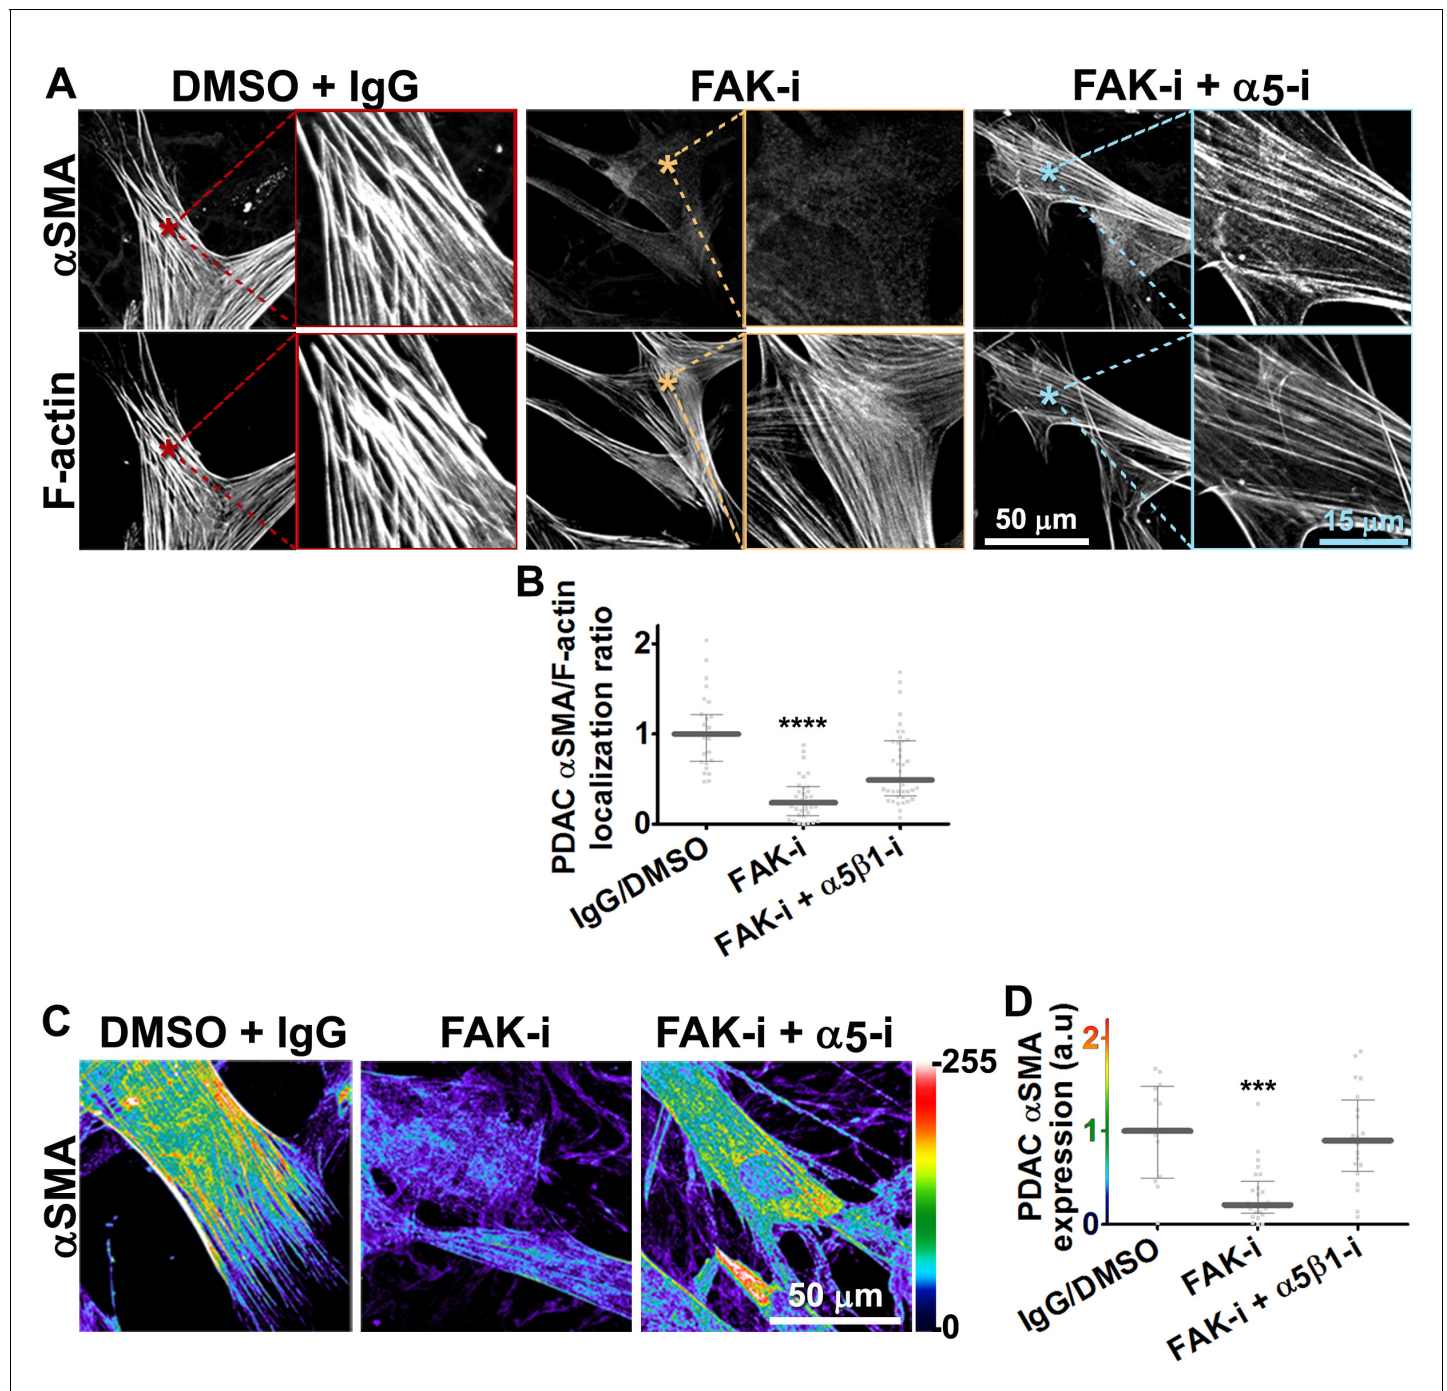 A
DMSO + IgG
FAK-i
FAK-i + α5-i
αSMA
F-actin
50 μm
15 μm
B
PDAC αSMA/F-actin
localization ratio
2
1
0
****
IgG/DMSO
FAK-i
FAK-i + α5β1-i
C
DMSO + IgG
FAK-i
FAK-i + α5-i
αSMA
50 μm
-255
-0
D
PDAC αSMA
expression (a.u)
2
1
0
***
IgG/DMSO
FAK-i
FAK-i + α5β1-i